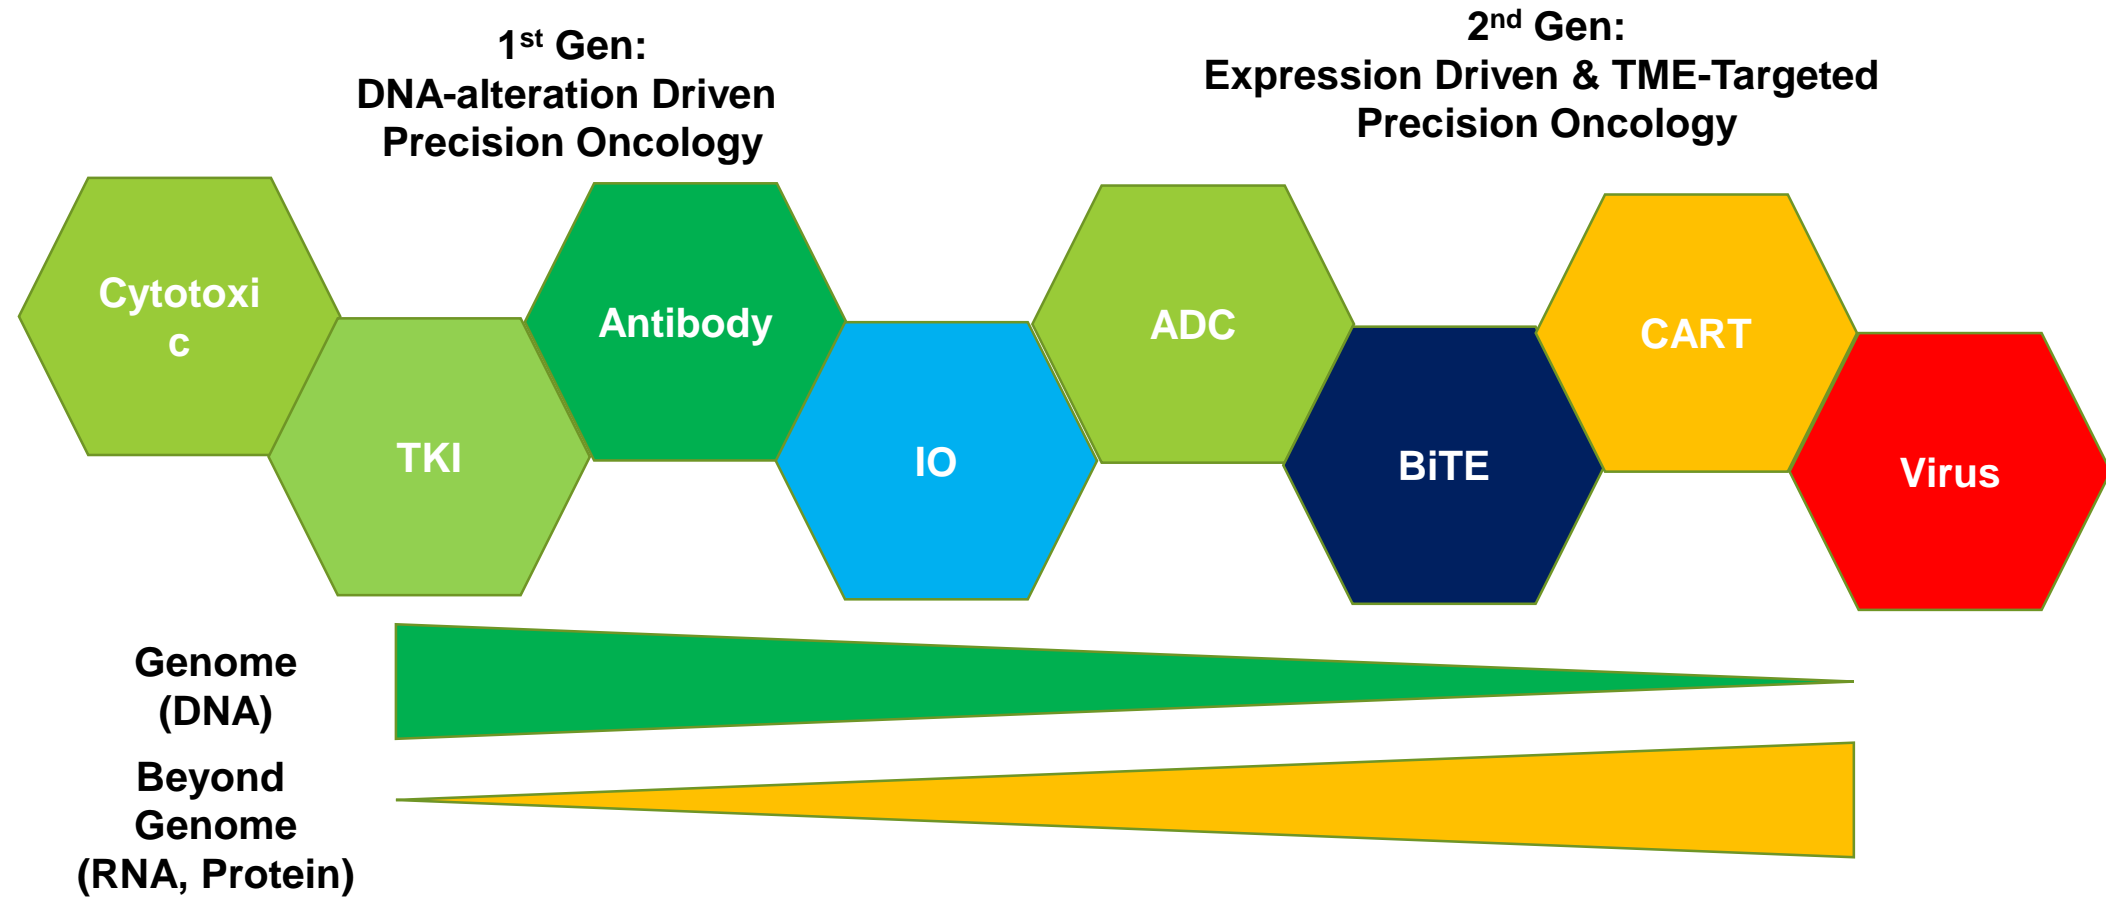 1st Gen:
DNA-alteration Driven
Precision Oncology
2nd Gen:
Expression Driven & TME-Targeted
Precision Oncology
Cytotoxi
c
TKI
Antibody
IO
ADC
BiTE
CART
Virus
Genome
(DNA)
Beyond
Genome
(RNA, Protein)